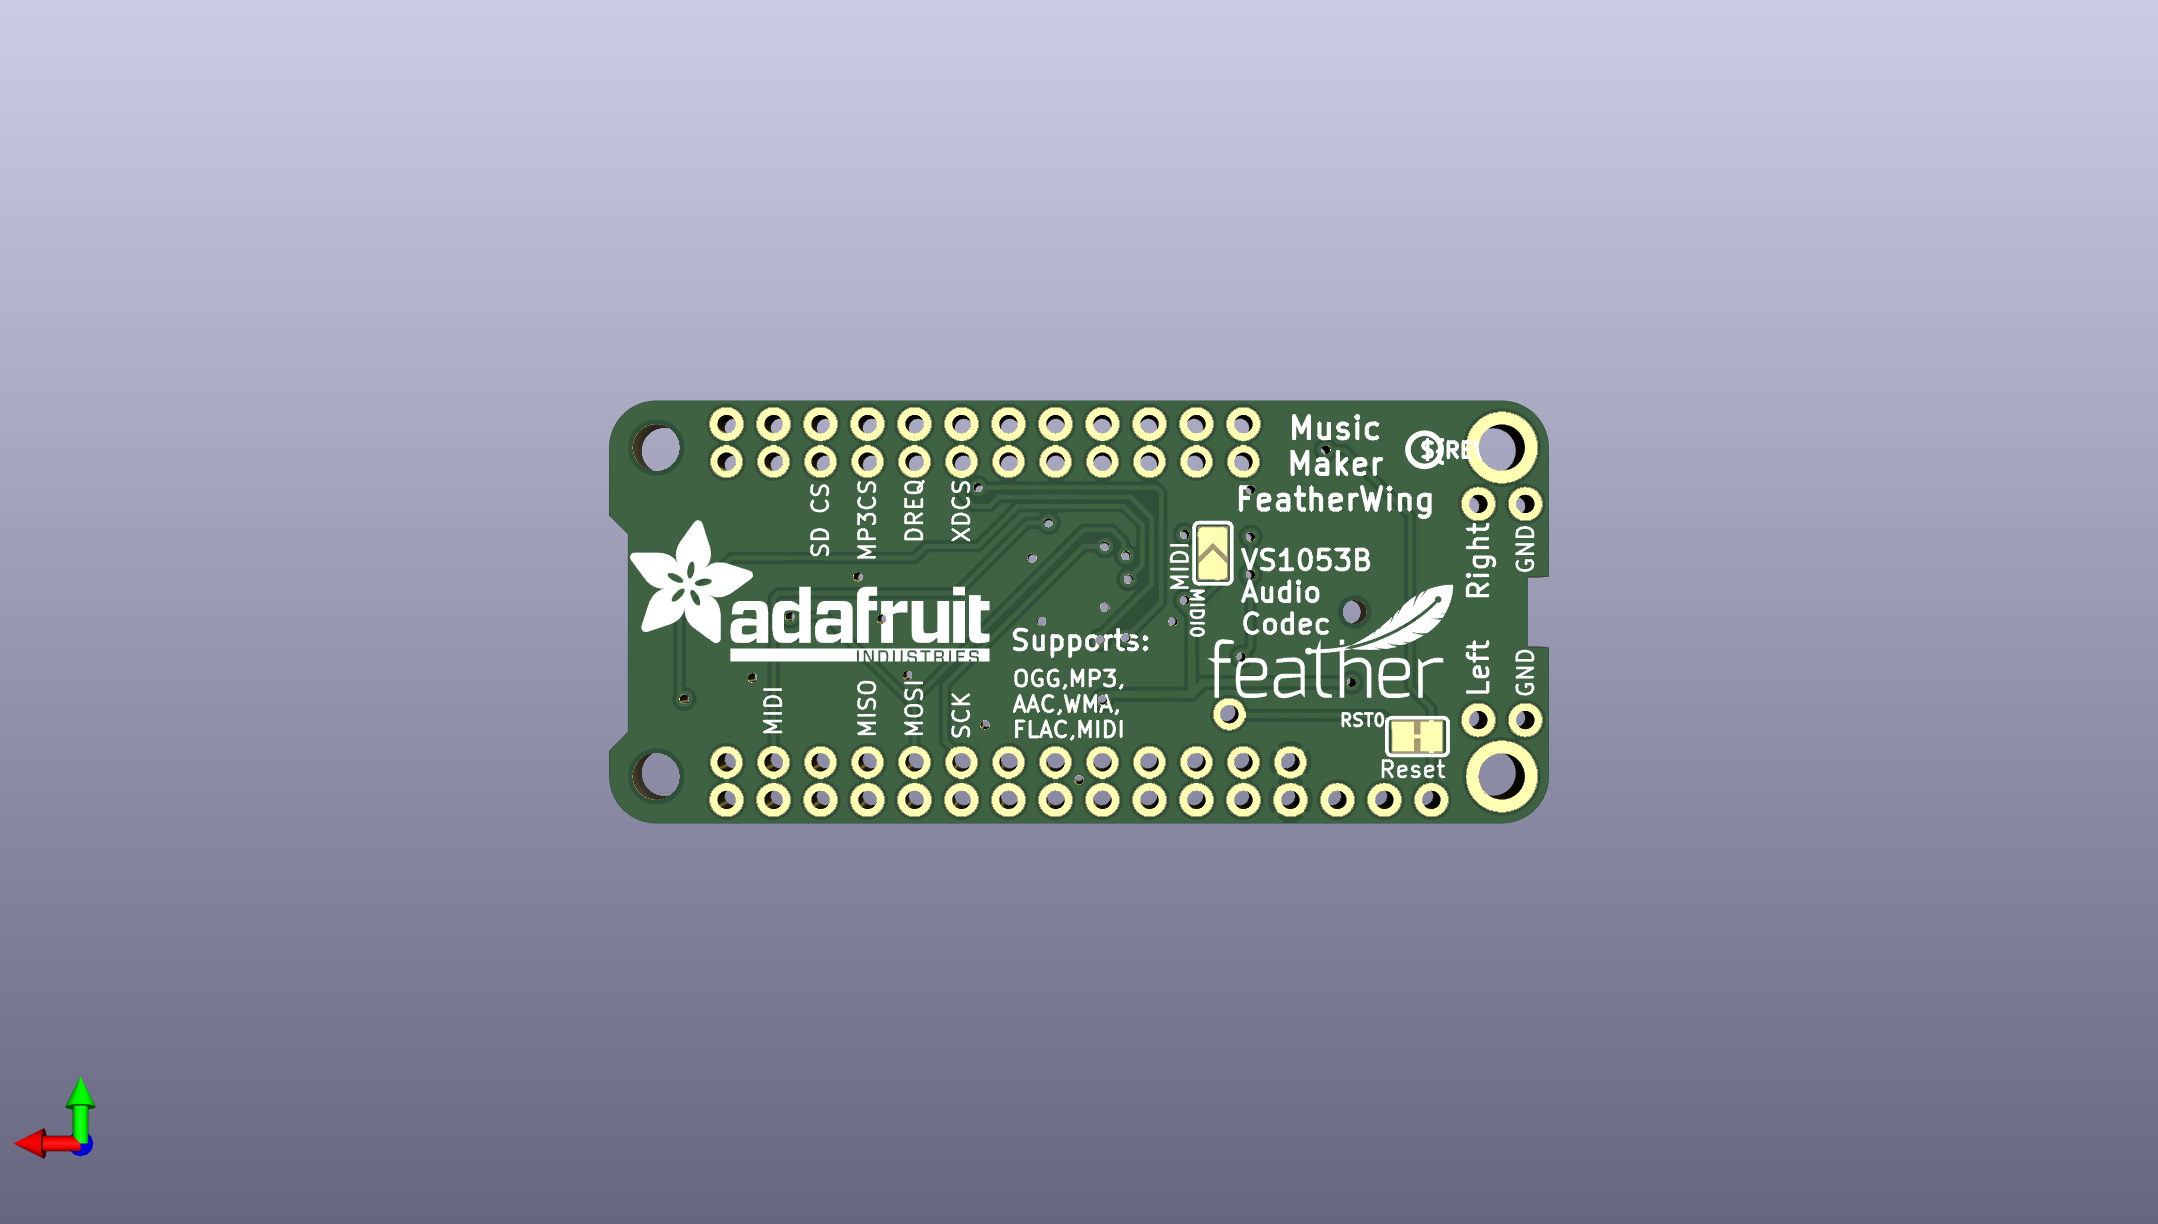 Music
Maker
FeatherWing
${RE
SD CS
MP3CS
DREQ
XDCS
MIDI
MIDI0
VS1053B
Audio
Codec
Right
GND
adafruit
INDUSTRIES
Supports:
OGG,MP3,
AAC,WMA,
FLAC,MIDI
feather
Left
GND
MIDI
MISO
MOSI
SCK
RST0
Reset